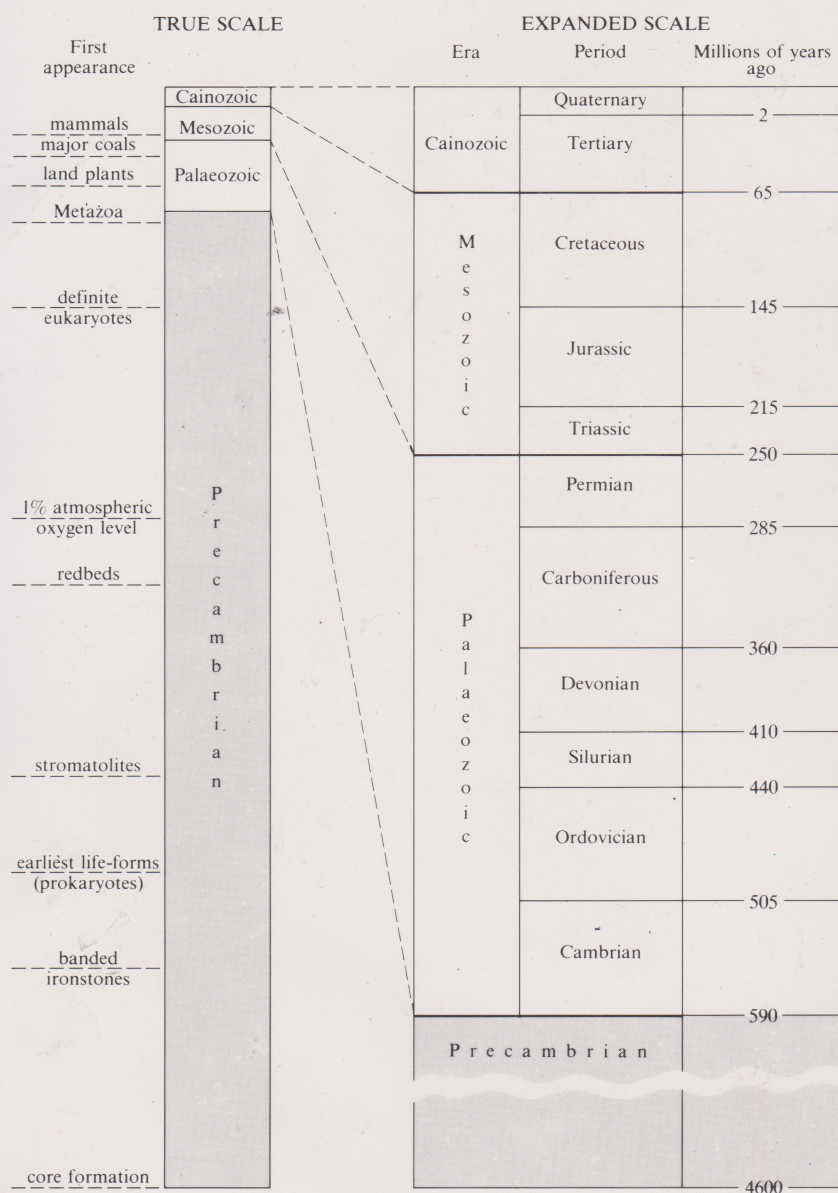 TRUE SCALE
EXPANDED SCALE
First
appearance
Era
Period
Millions of years
ago
mammals
major coals
land plants
Metazoa
definite
eukaryotes
1% atmospheric
oxygen level
redbeds
stromatolites
earliest life-forms
(prokaryotes)
banded
ironstones
core formation
Cainozoic
Mesozoic
Palaeozoic
Precambrian
Cainozoic
Mesozoic
Palaeozoic
Quaternary
2
Tertiary
65
Cretaceous
145
Jurassic
215
Triassic
250
Permian
285
Carboniferous
360
Devonian
410
Silurian
440
Ordovician
505
Cambrian
590
Precambrian
4600